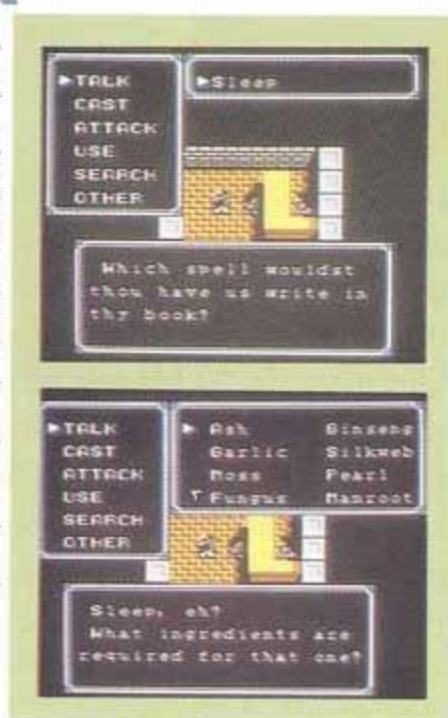 ▶TALK
CAST
ATTACK
USE
SEARCH
OTHER
▶Sleep
Which spell wouldst
thou have us write in
thy book?
▶TALK
CAST
ATTACK
USE
SEARCH
OTHER
▶ Ash Ginseng
Garlic Silkweb
Moss Pearl
Fungus Manroot
Sleep, eh?
What ingredients are
required for that one?